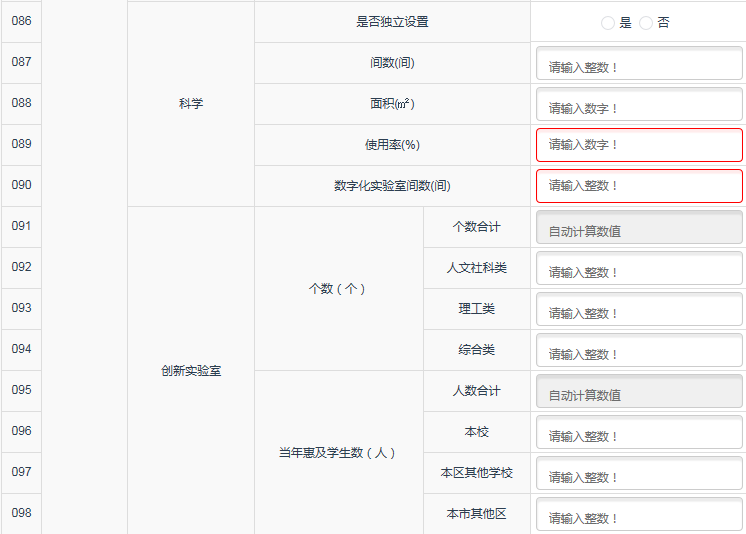 086 是否独立设置 是 否
087 间数(间) 请输入整数！
088 科学 面积(㎡) 请输入数字！
089 使用率(%) 请输入数字！
090 数字化实验室间数(间) 请输入整数！
091 个数合计 自动计算数值
092 个数（个） 人文社科类 请输入整数！
093 理工类 请输入整数！
094 综合类 请输入整数！
095 创新实验室 人数合计 自动计算数值
096 当年惠及学生数（人） 本校 请输入整数！
097 本区其他学校 请输入整数！
098 本市其他区 请输入整数！